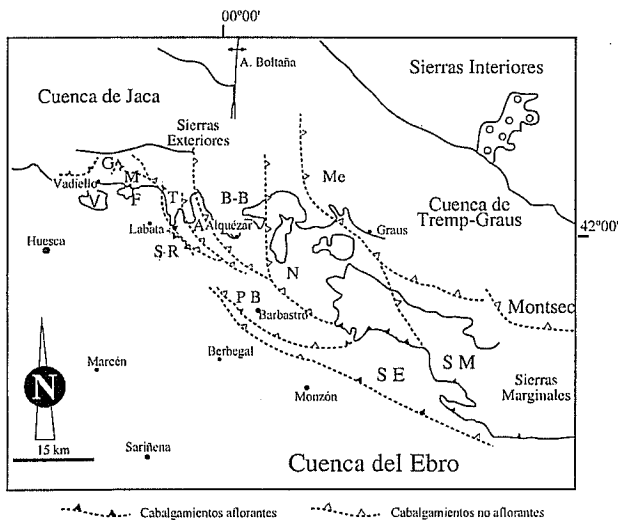 00°00'
A. Boltaña
Sierras Interiores
Cuenca de Jaca
Sierras
Exteriores
G
M
Me
Vadiello
V
F
T
B-B
Cuenca de
Tremp-Graus
Labata
A
Alquézar
Graus
42°00'
Huesca
S-R
N
P B
Barbastro
Montsec
Berbegal
S E
S M
Marcén
Monzón
Sierras
Marginales
N
15 km
Sariñena
Cuenca del Ebro
Cabalgamientos aflorantes
Cabalgamientos no aflorantes